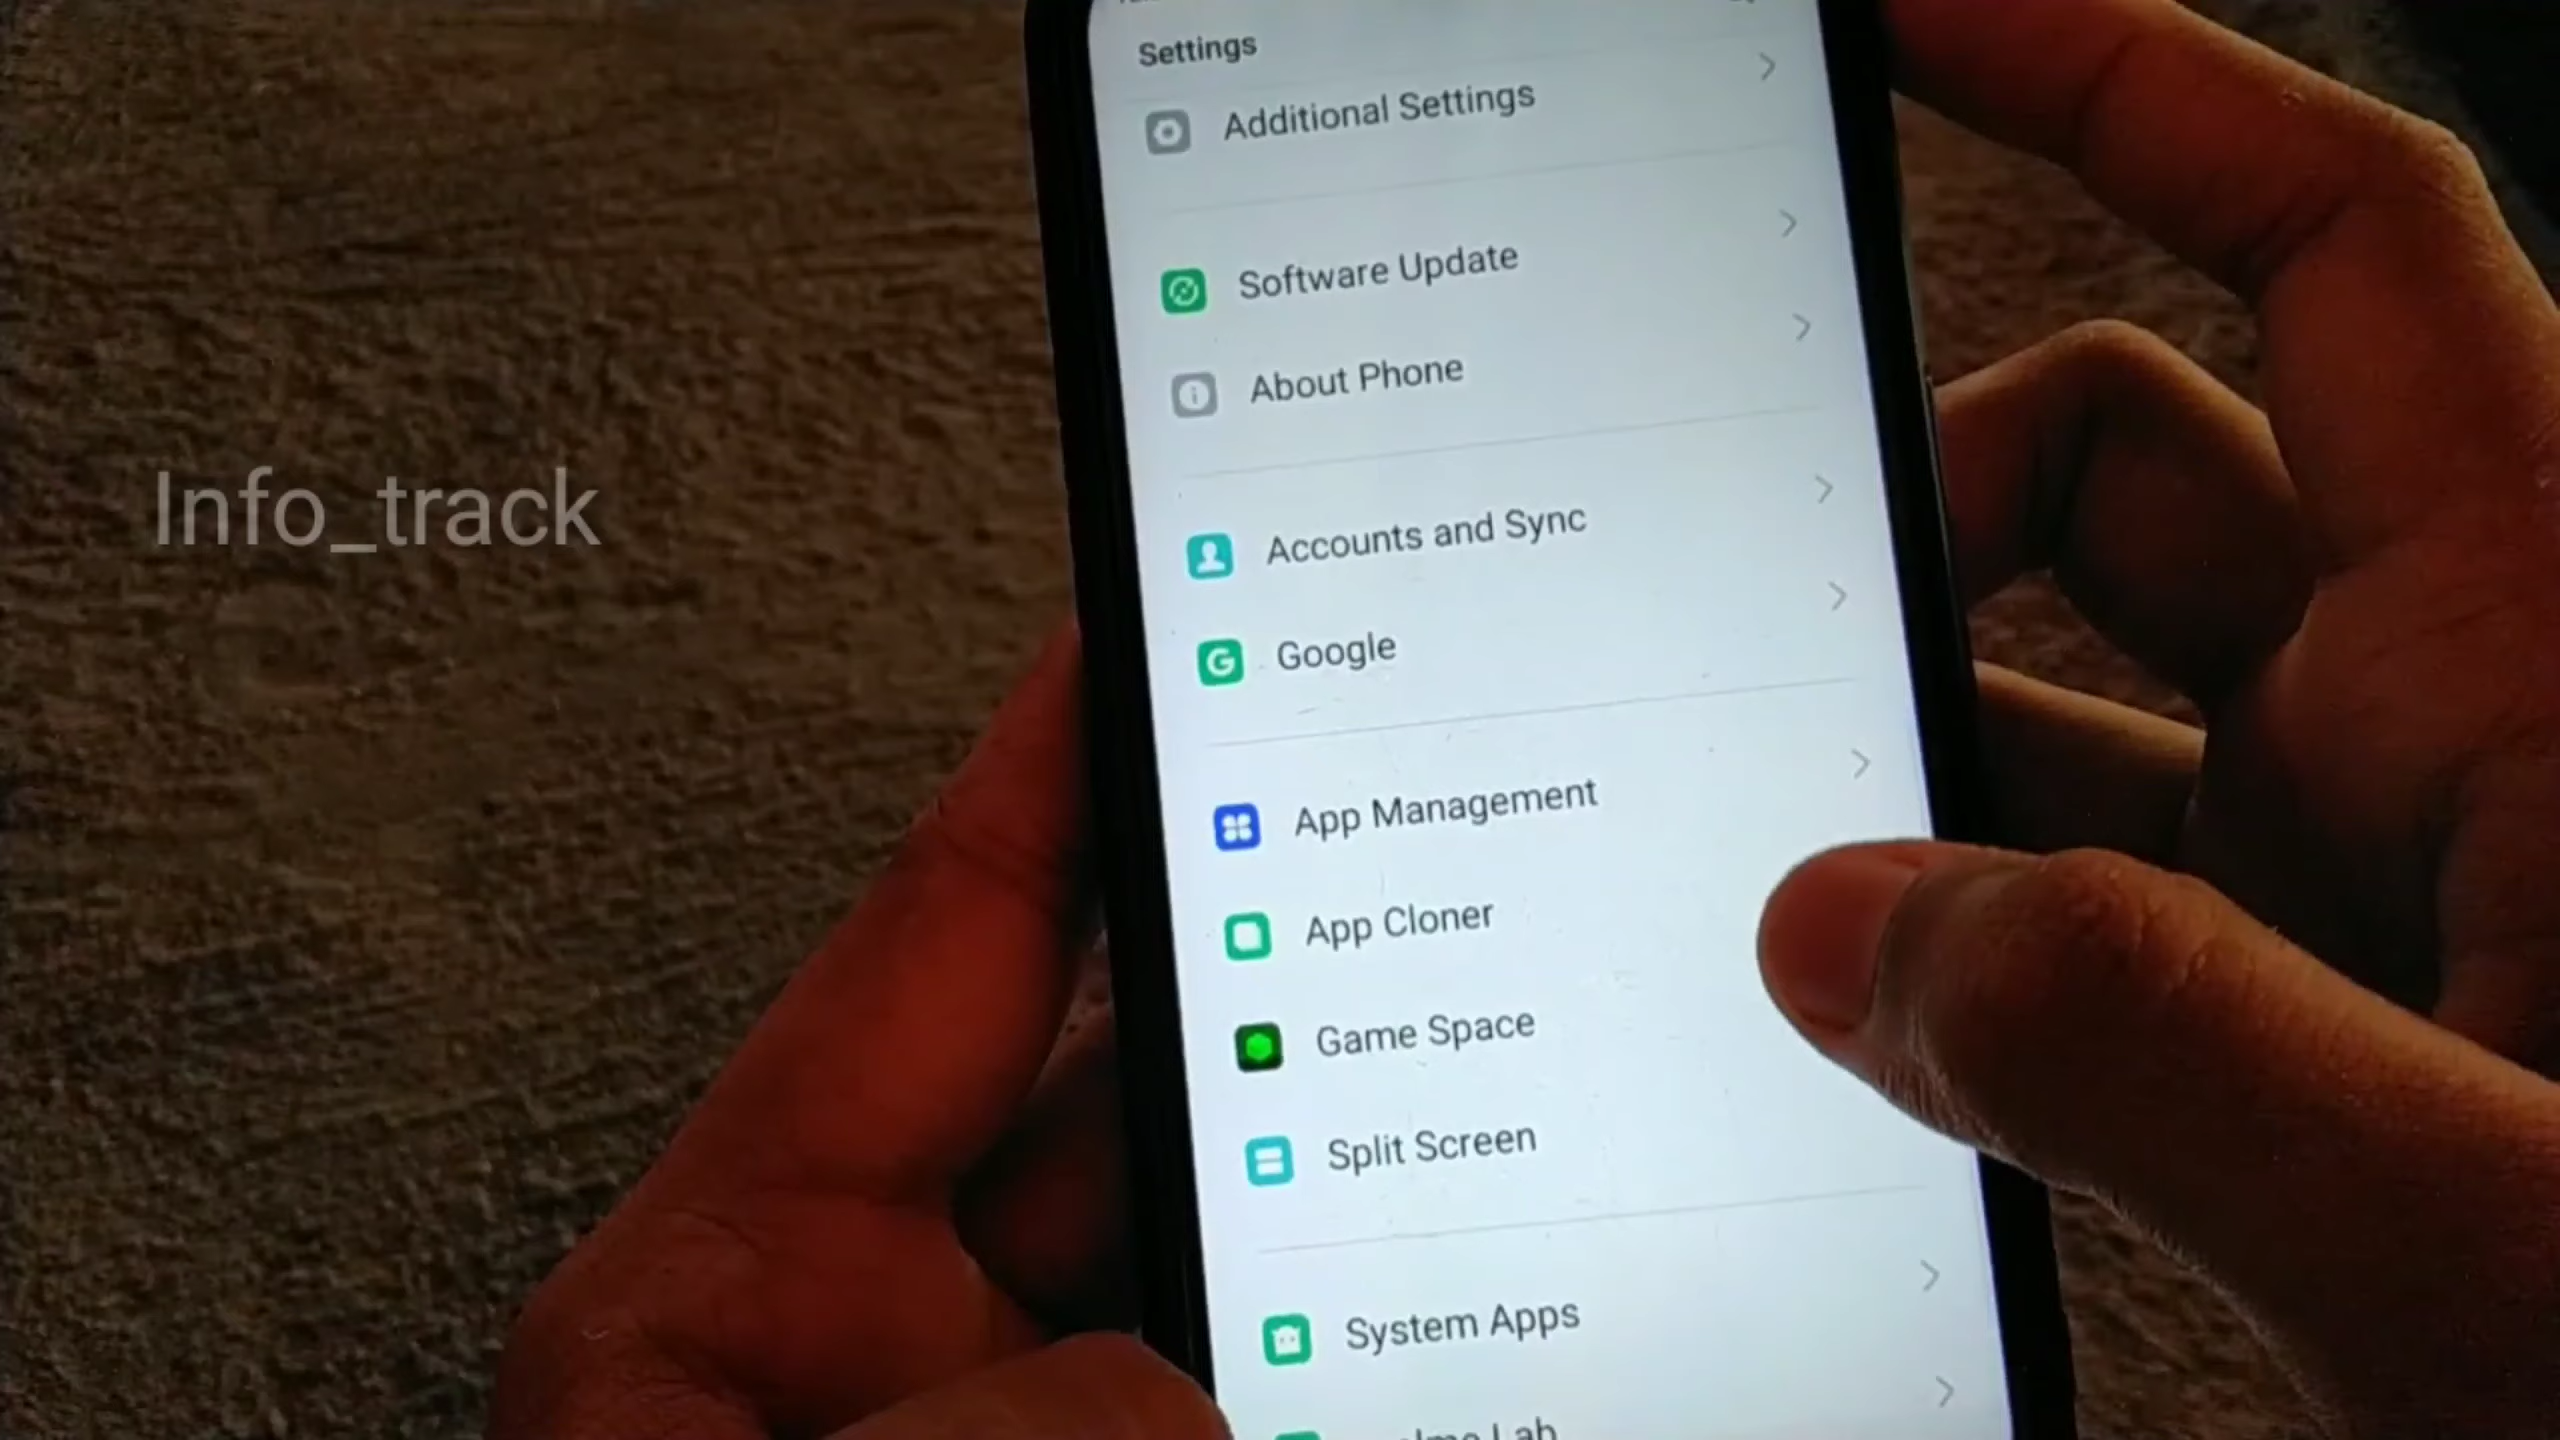 Settings
Additional Settings
Software Update
About Phone
Info_track
Accounts and Sync
Google
App Management
App Cloner
Game Space
Split Screen
System Apps
Lab